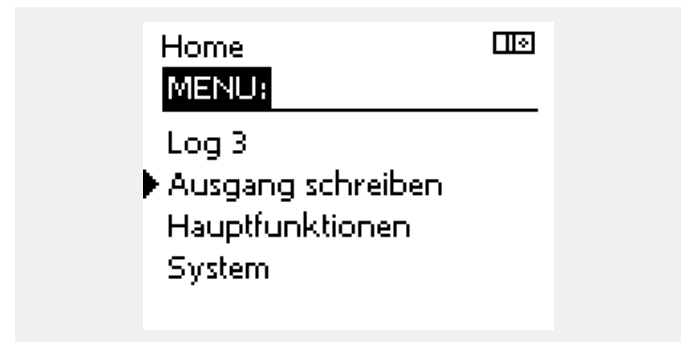 Home
MENU:
Log 3
Ausgang schreiben
Hauptfunktionen
System